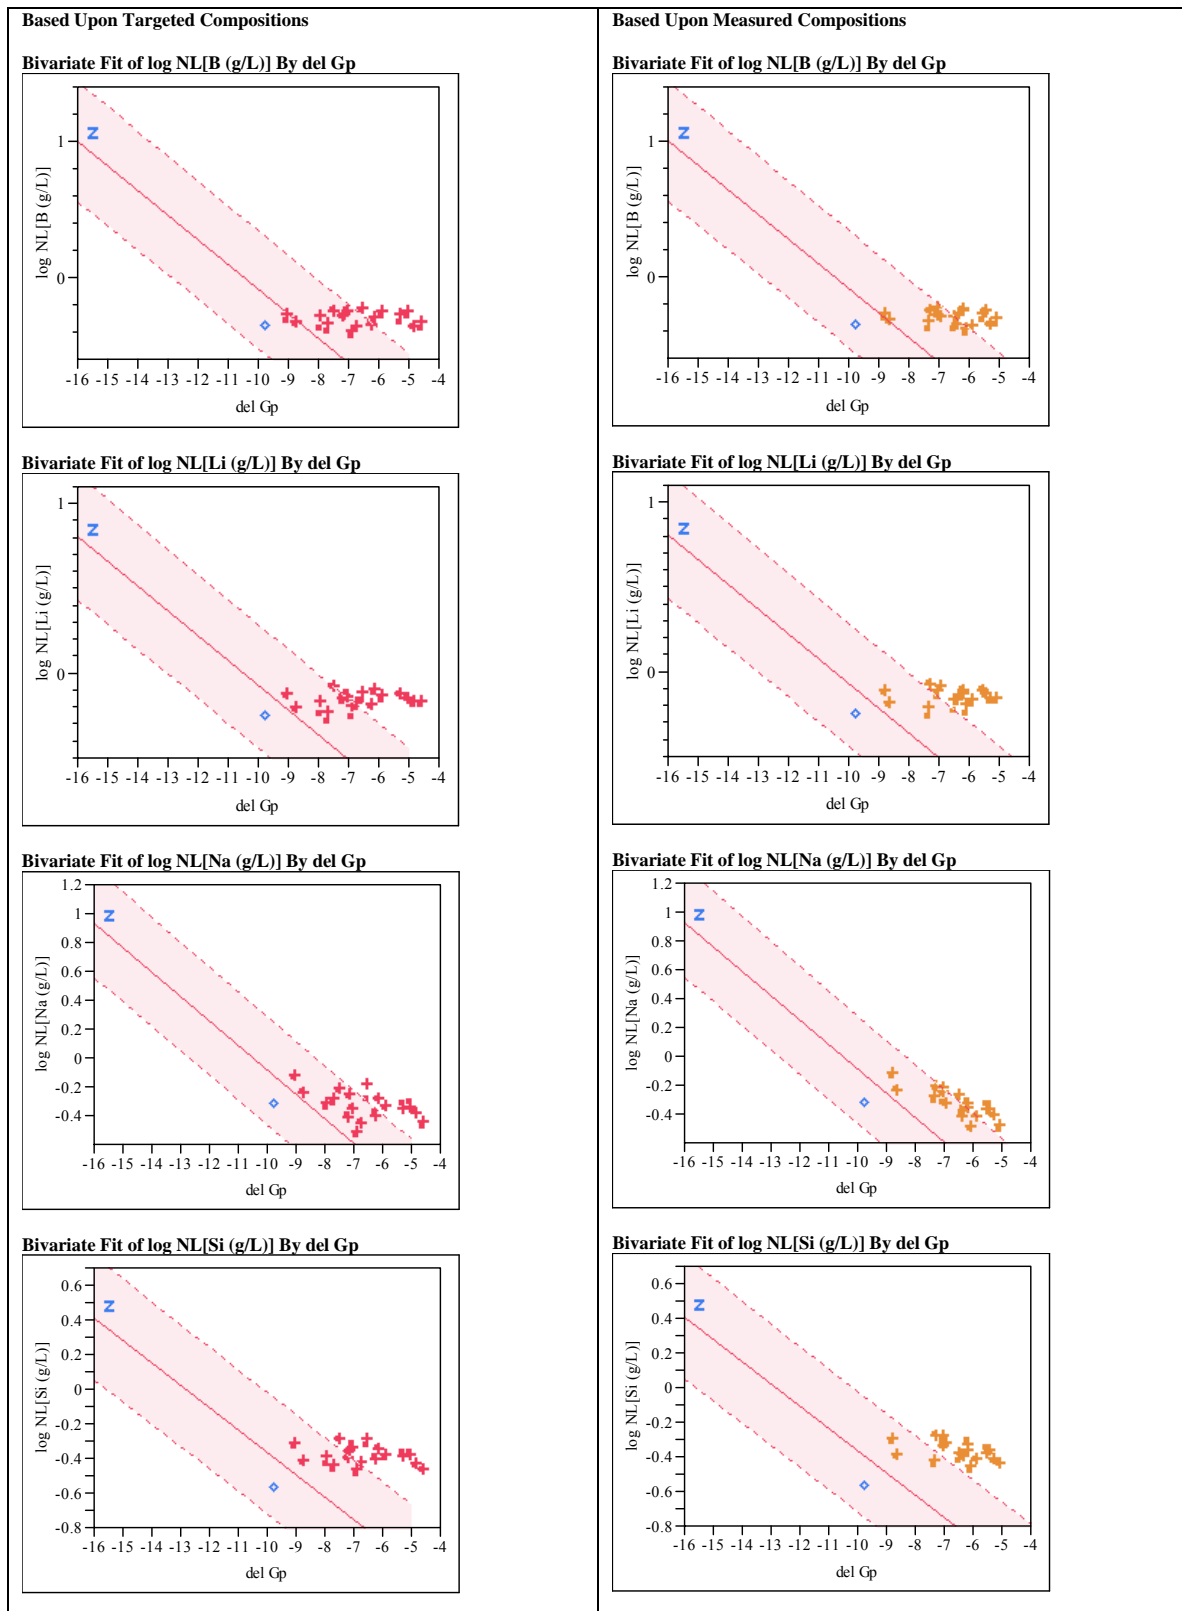 Based Upon Targeted Compositions
Bivariate Fit of log NL[B (g/L)] By del Gp
log NL[B (g/L)]
1
0
-16 -15 -14 -13 -12 -11 -10 -9 -8 -7 -6 -5 -4
del Gp
Bivariate Fit of log NL[Li (g/L)] By del Gp
log NL[Li (g/L)]
1
0
-16 -15 -14 -13 -12 -11 -10 -9 -8 -7 -6 -5 -4
del Gp
Bivariate Fit of log NL[Na (g/L)] By del Gp
log NL[Na (g/L)]
1.2
1
0.8
0.6
0.4
0.2
0
-0.2
-0.4
-16 -15 -14 -13 -12 -11 -10 -9 -8 -7 -6 -5 -4
del Gp
Bivariate Fit of log NL[Si (g/L)] By del Gp
log NL[Si (g/L)]
0.6
0.4
0.2
0
-0.2
-0.4
-0.6
-0.8
-16 -15 -14 -13 -12 -11 -10 -9 -8 -7 -6 -5 -4
del Gp
Based Upon Measured Compositions
Bivariate Fit of log NL[B (g/L)] By del Gp
log NL[B (g/L)]
1
0
-16 -15 -14 -13 -12 -11 -10 -9 -8 -7 -6 -5 -4
del Gp
Bivariate Fit of log NL[Li (g/L)] By del Gp
log NL[Li (g/L)]
1
0
-16 -15 -14 -13 -12 -11 -10 -9 -8 -7 -6 -5 -4
del Gp
Bivariate Fit of log NL[Na (g/L)] By del Gp
log NL[Na (g/L)]
1.2
1
0.8
0.6
0.4
0.2
0
-0.2
-0.4
-16 -15 -14 -13 -12 -11 -10 -9 -8 -7 -6 -5 -4
del Gp
Bivariate Fit of log NL[Si (g/L)] By del Gp
log NL[Si (g/L)]
0.6
0.4
0.2
0
-0.2
-0.4
-0.6
-0.8
-16 -15 -14 -13 -12 -11 -10 -9 -8 -7 -6 -5 -4
del Gp